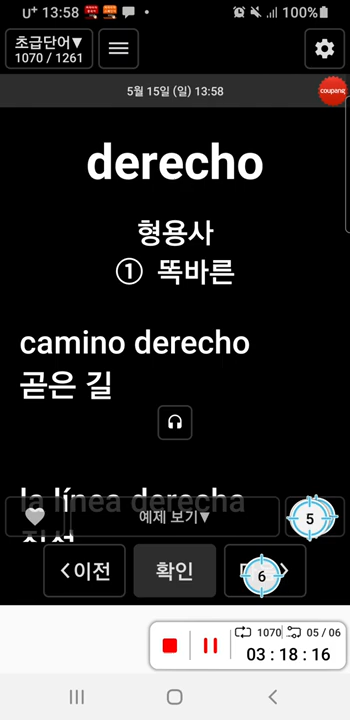 U+ 13:58 100%
초급단어▼
1070 / 1261
5월 15일 (일) 13:58
coupang
derecho
형용사
① 똑바른
camino derecho
곧은 길
la línea derecha
예제 보기▼
5
<이전
확인
6
1070 05 / 06
03 : 18 : 16